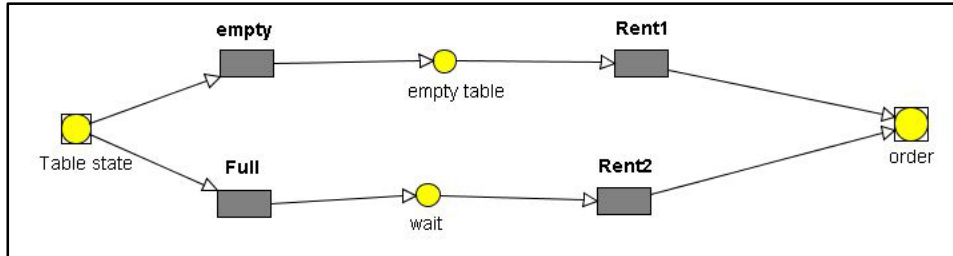 empty
Rent1
empty table
Table state
order
Full
Rent2
wait